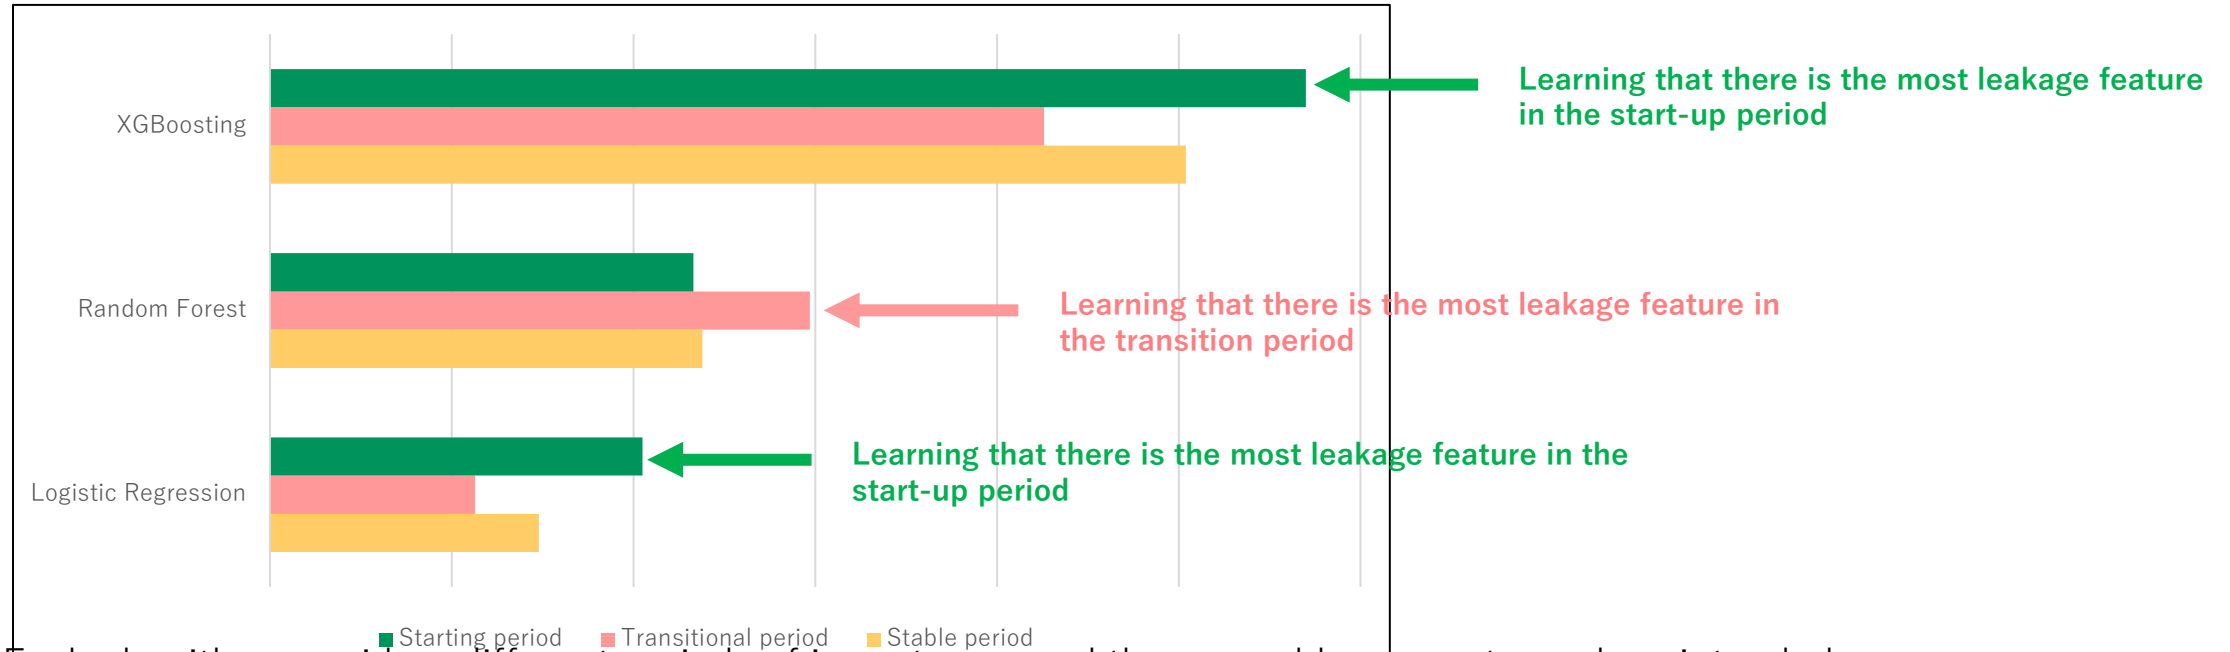 XGBoosting
Learning that there is the most leakage feature
in the start-up period
Random Forest
Learning that there is the most leakage feature in
the transition period
Logistic Regression
Learning that there is the most leakage feature in the
start-up period
Starting period
Transitional period
Stable period